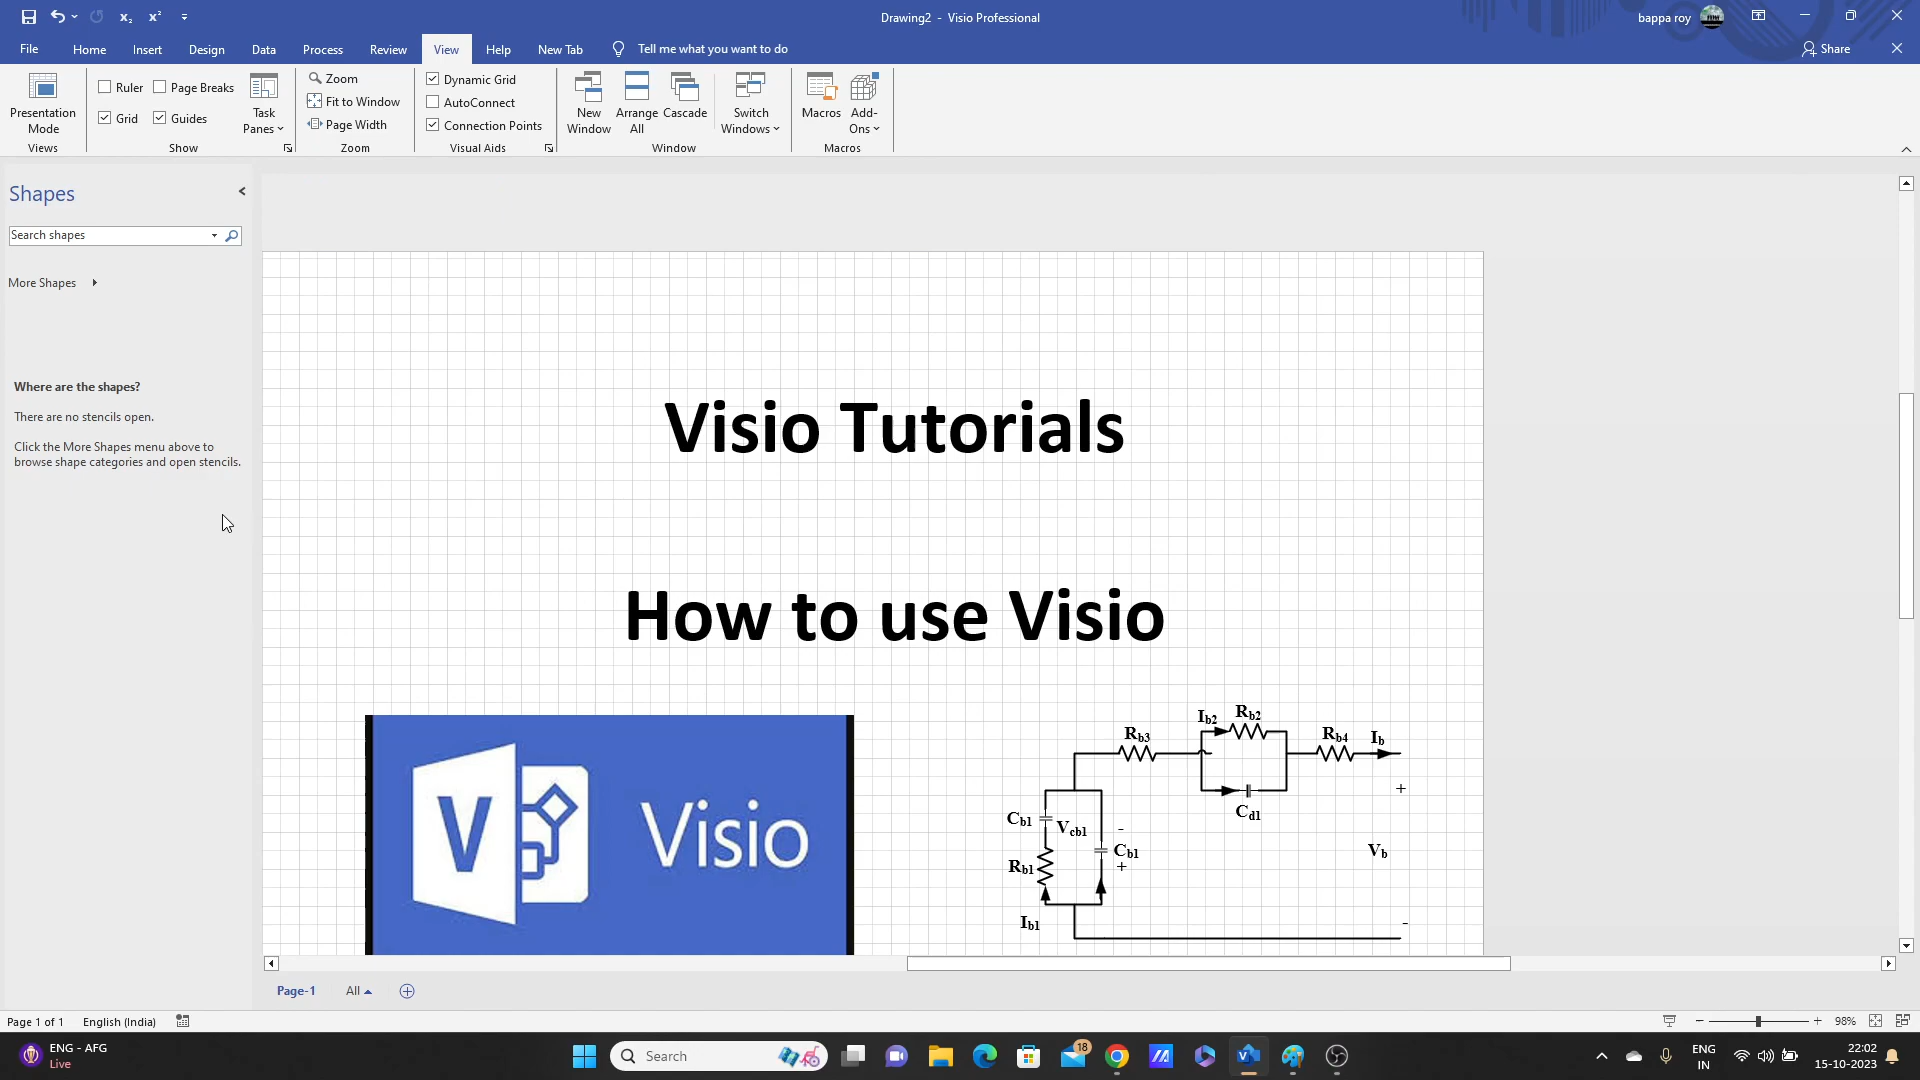 Drawing2 - Visio Professional
bappa roy
File Home Insert Design Data Process Review View Help New Tab Tell me what you want to do
Share
Presentation Mode
Views
Ruler Page Breaks
Grid Guides
Task Panes
Show
Zoom
Fit to Window
Page Width
Zoom
Dynamic Grid
AutoConnect
Connection Points
Visual Aids
New Window
Arrange All
Cascade
Switch Windows
Window
Macros
Add-Ons
Macros
Shapes
Search shapes
More Shapes
Where are the shapes?
There are no stencils open.
Click the More Shapes menu above to
browse shape categories and open stencils.
Visio Tutorials
How to use Visio
V Visio
Ib2 Rb2
Rb3
Rb4 Ib
+
Cd1
Cb1 Vcb1 -
Cb1
Vb
Rb1 +
Ib1 -
Page-1 All
Page 1 of 1 English (India)
98%
ENG - AFG
Live
Search
18
ENG
IN
22:02
15-10-2023